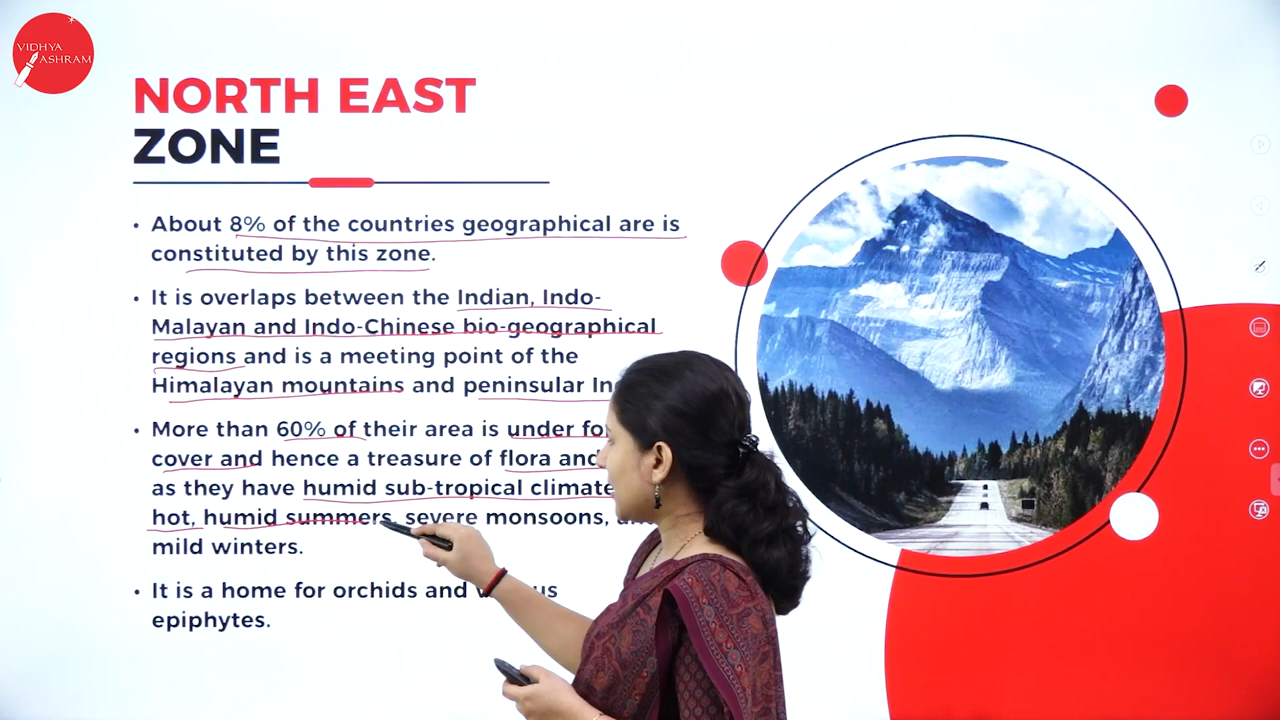 VIDHYA
ASHRAM
NORTH EAST
ZONE
• About 8% of the countries geographical are is
constituted by this zone.
• It is overlaps between the Indian, Indo-
Malayan and Indo-Chinese bio-geographical
regions and is a meeting point of the
Himalayan mountains and peninsular
• More than 60% of their area is under
cover and hence a treasure of flora and
as they have humid sub-tropical climate
hot, humid summers, severe monsoons,
mild winters.
• It is a home for orchids and
epiphytes.